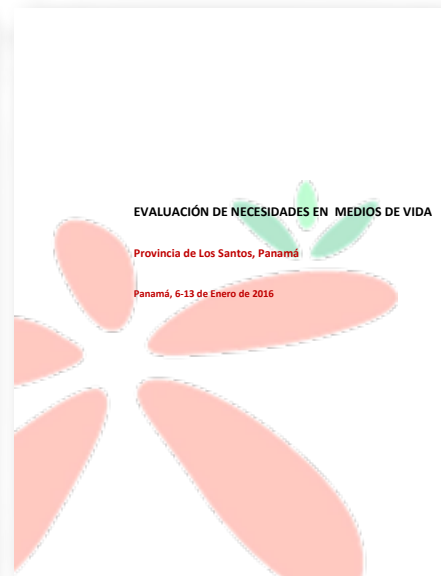 EVALUACIÓN DE NECESIDADES EN  MEDIOS DE VIDA
Provincia de Los Santos, Panamá
Panamá, 6-13 de Enero de 2016